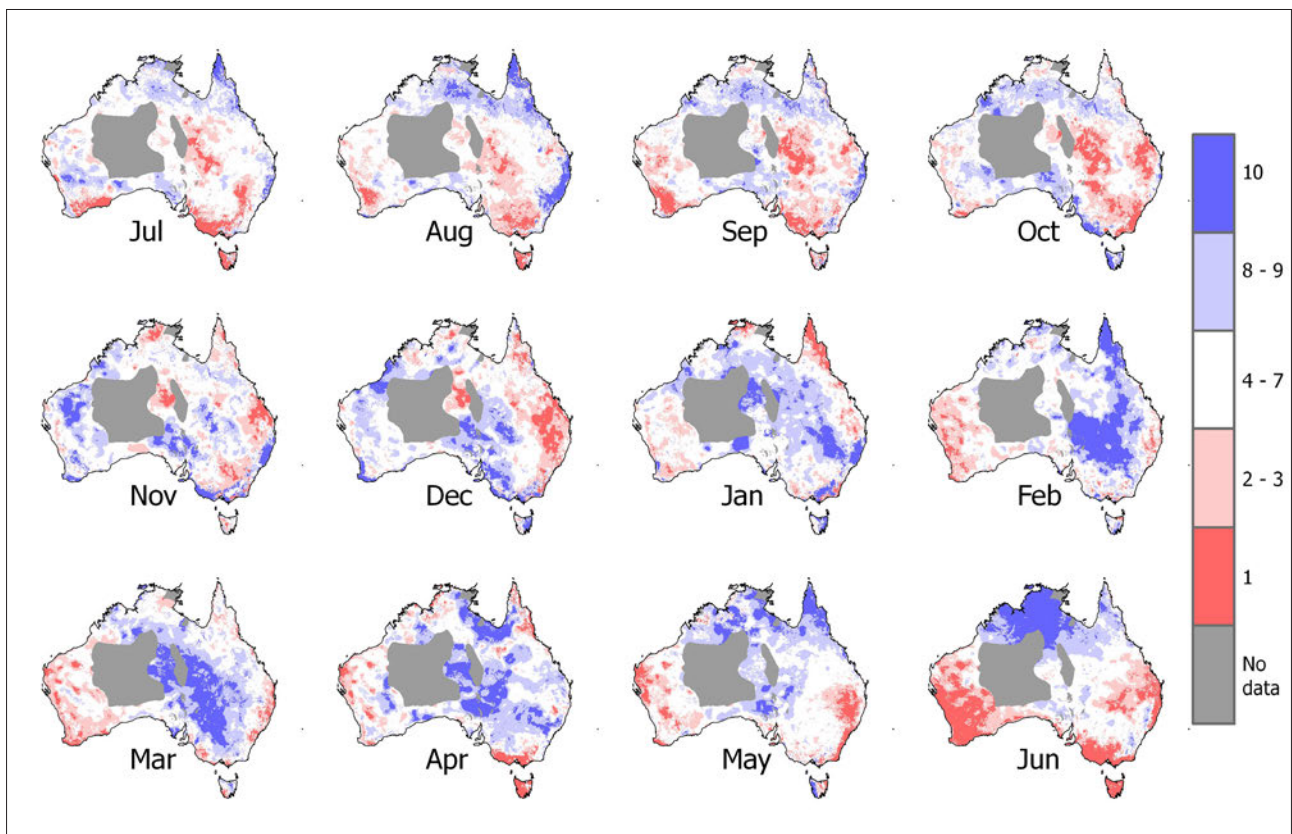 Jul
Aug
Sep
Oct
Nov
Dec
Jan
Feb
Mar
Apr
May
Jun
10
8 - 9
4 - 7
2 - 3
1
No
data